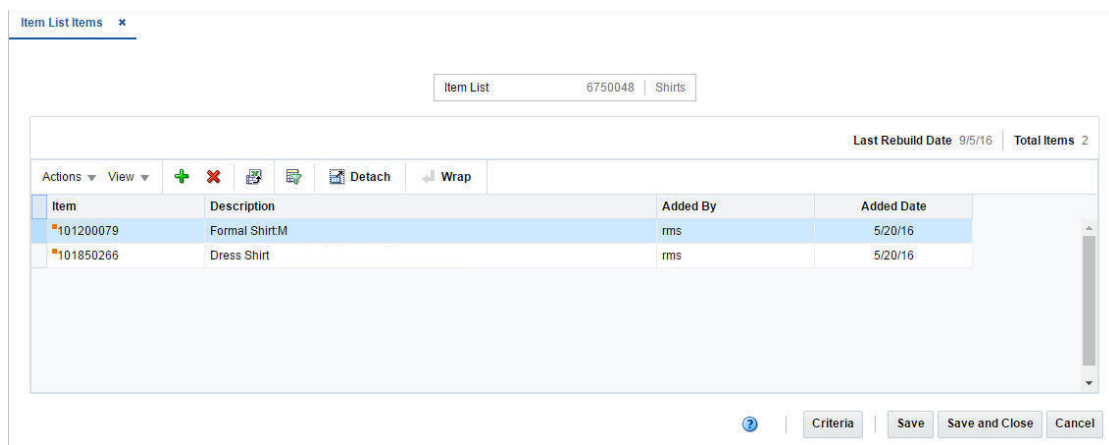 Item List Items
Item List 6750048 Shirts
Last Rebuild Date 9/5/16 Total Items 2
Actions View Detach Wrap
Item Description Added By Added Date
101200079 Formal Shirt:M rms 5/20/16
101850266 Dress Shirt rms 5/20/16
? Criteria Save Save and Close Cancel